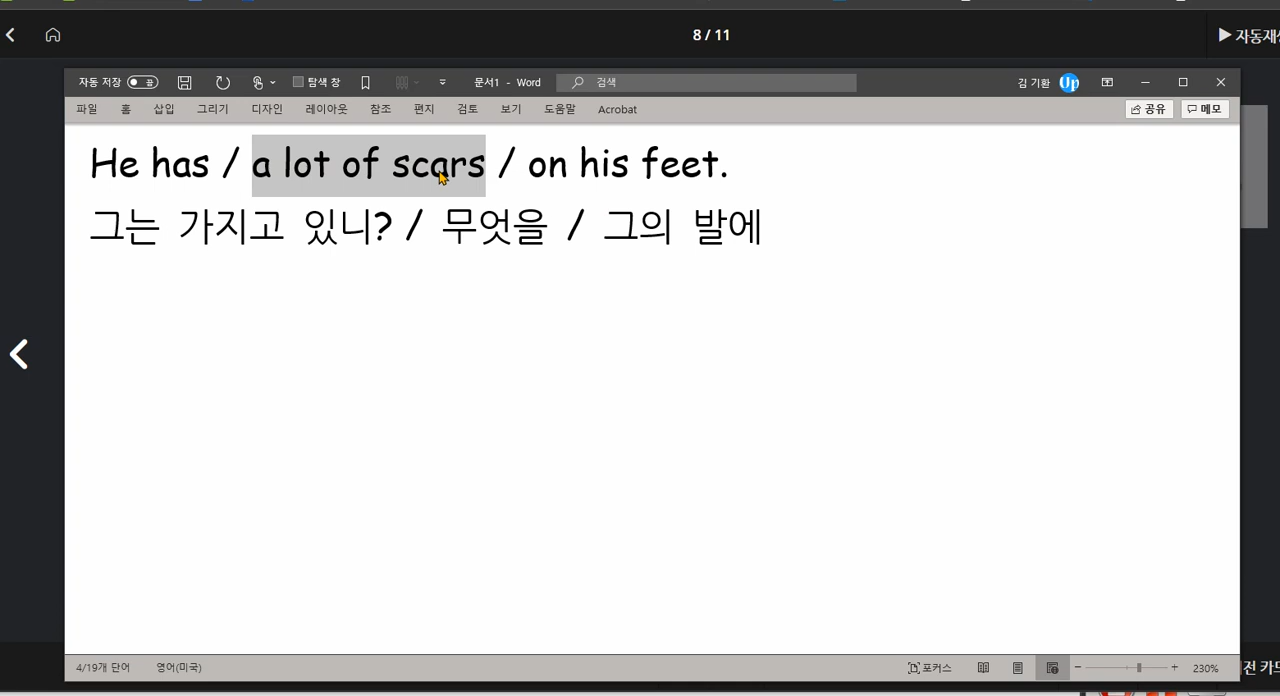 8 / 11
▶ 자동재생
자동 저장 끔 탐색 창 문서1 - Word 검색 김 기환 Up
파일 홈 삽입 그리기 디자인 레이아웃 참조 편지 검토 보기 도움말 Acrobat 공유 메모
He has / a lot of scars / on his feet.
그는 가지고 있니? / 무엇을 / 그의 발에
4/19개 단어 영어(미국) 포커스 230%